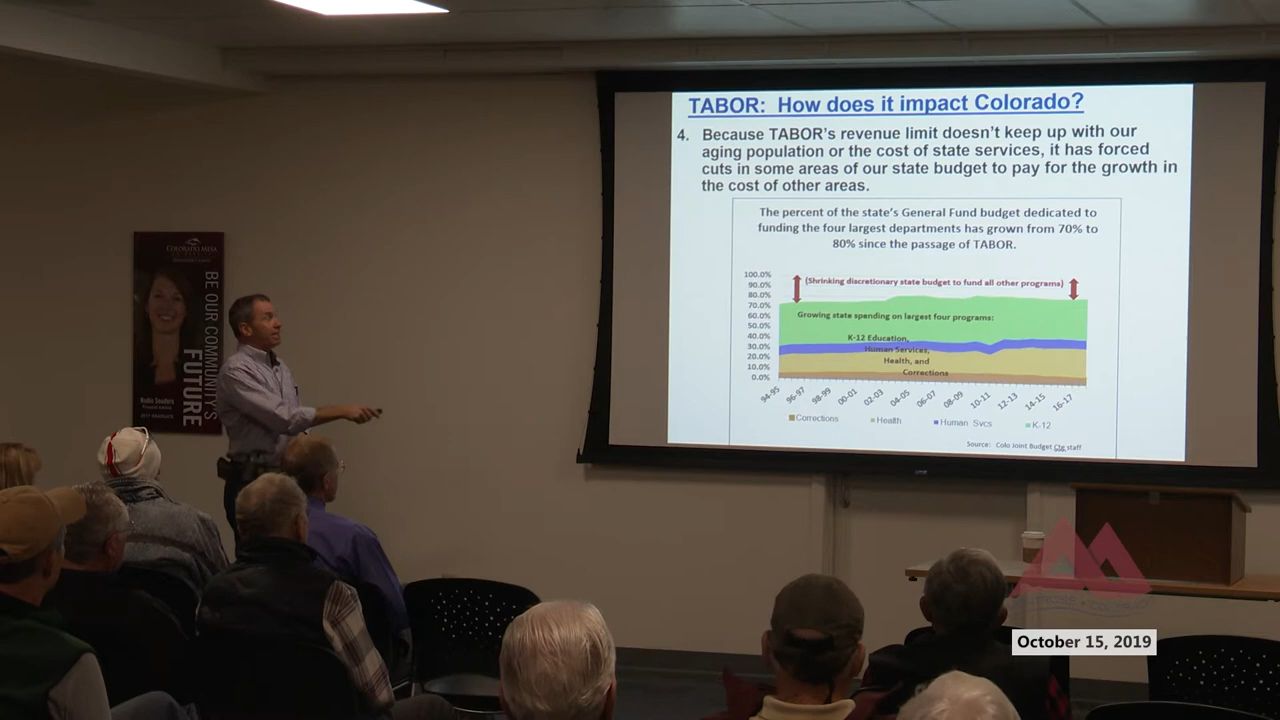 TABOR: How does it impact Colorado?
4. Because TABOR's revenue limit doesn't keep up with our
aging population or the cost of state services, it has forced
cuts in some areas of our state budget to pay for the growth in
the cost of other areas.
The percent of the state's General Fund budget dedicated to
funding the four largest departments has grown from 70% to
80% since the passage of TABOR.
100.0%
90.0%
80.0%
70.0%
60.0%
50.0%
40.0%
30.0%
20.0%
10.0%
0.0%
(Shrinking discretionary state budget to fund all other programs)
Growing state spending on largest four programs:
K-12 Education,
Human Services,
Health, and
Corrections
94-95
96-97
98-99
00-01
02-03
04-05
06-07
08-09
10-11
12-13
14-15
16-17
Corrections
Health
Human Svcs
K-12
Source: Colo Joint Budget Cte staff
COLORADO MESA
BE OUR COMMUNITY'S
FUTURE
October 15, 2019